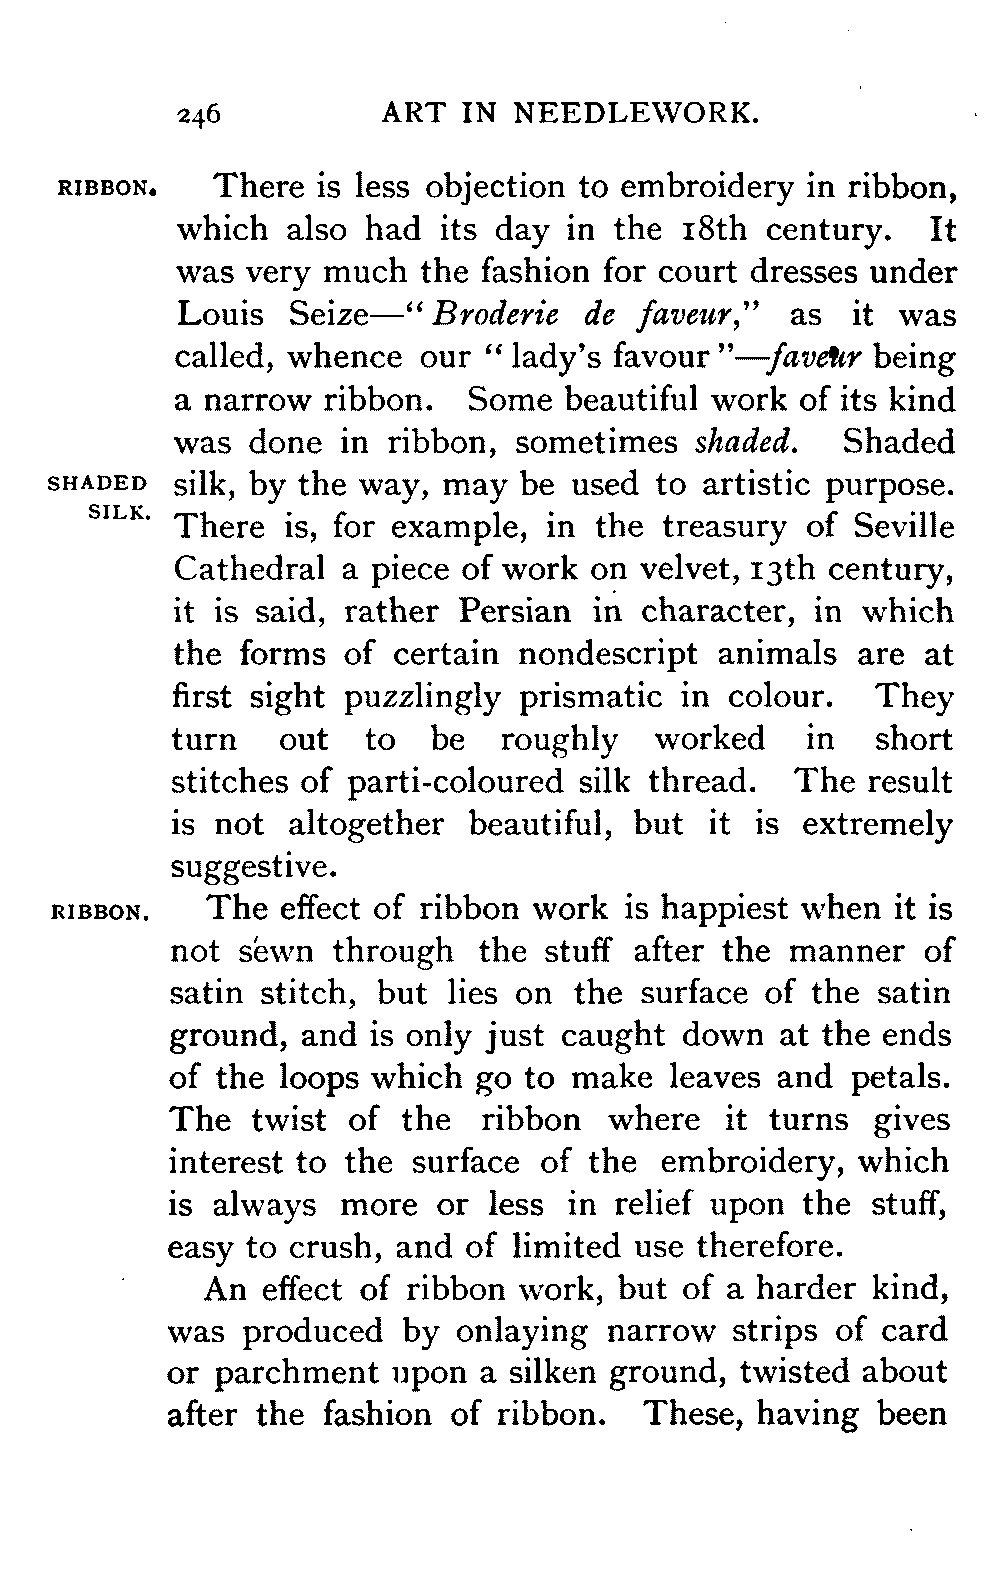 246 ART IN NEEDLEWORK.
RIBBON. There is less objection to embroidery in ribbon,
which also had its day in the 18th century. It
was very much the fashion for court dresses under
Louis Seize—“Broderie de faveur,” as it was
called, whence our “lady’s favour”—faveur being
a narrow ribbon. Some beautiful work of its kind
was done in ribbon, sometimes shaded. Shaded
SHADED silk, by the way, may be used to artistic purpose.
SILK. There is, for example, in the treasury of Seville
Cathedral a piece of work on velvet, 13th century,
it is said, rather Persian in character, in which
the forms of certain nondescript animals are at
first sight puzzlingly prismatic in colour. They
turn out to be roughly worked in short
stitches of parti-coloured silk thread. The result
is not altogether beautiful, but it is extremely
suggestive.
RIBBON. The effect of ribbon work is happiest when it is
not sewn through the stuff after the manner of
satin stitch, but lies on the surface of the satin
ground, and is only just caught down at the ends
of the loops which go to make leaves and petals.
The twist of the ribbon where it turns gives
interest to the surface of the embroidery, which
is always more or less in relief upon the stuff,
easy to crush, and of limited use therefore.
An effect of ribbon work, but of a harder kind,
was produced by onlaying narrow strips of card
or parchment upon a silken ground, twisted about
after the fashion of ribbon. These, having been